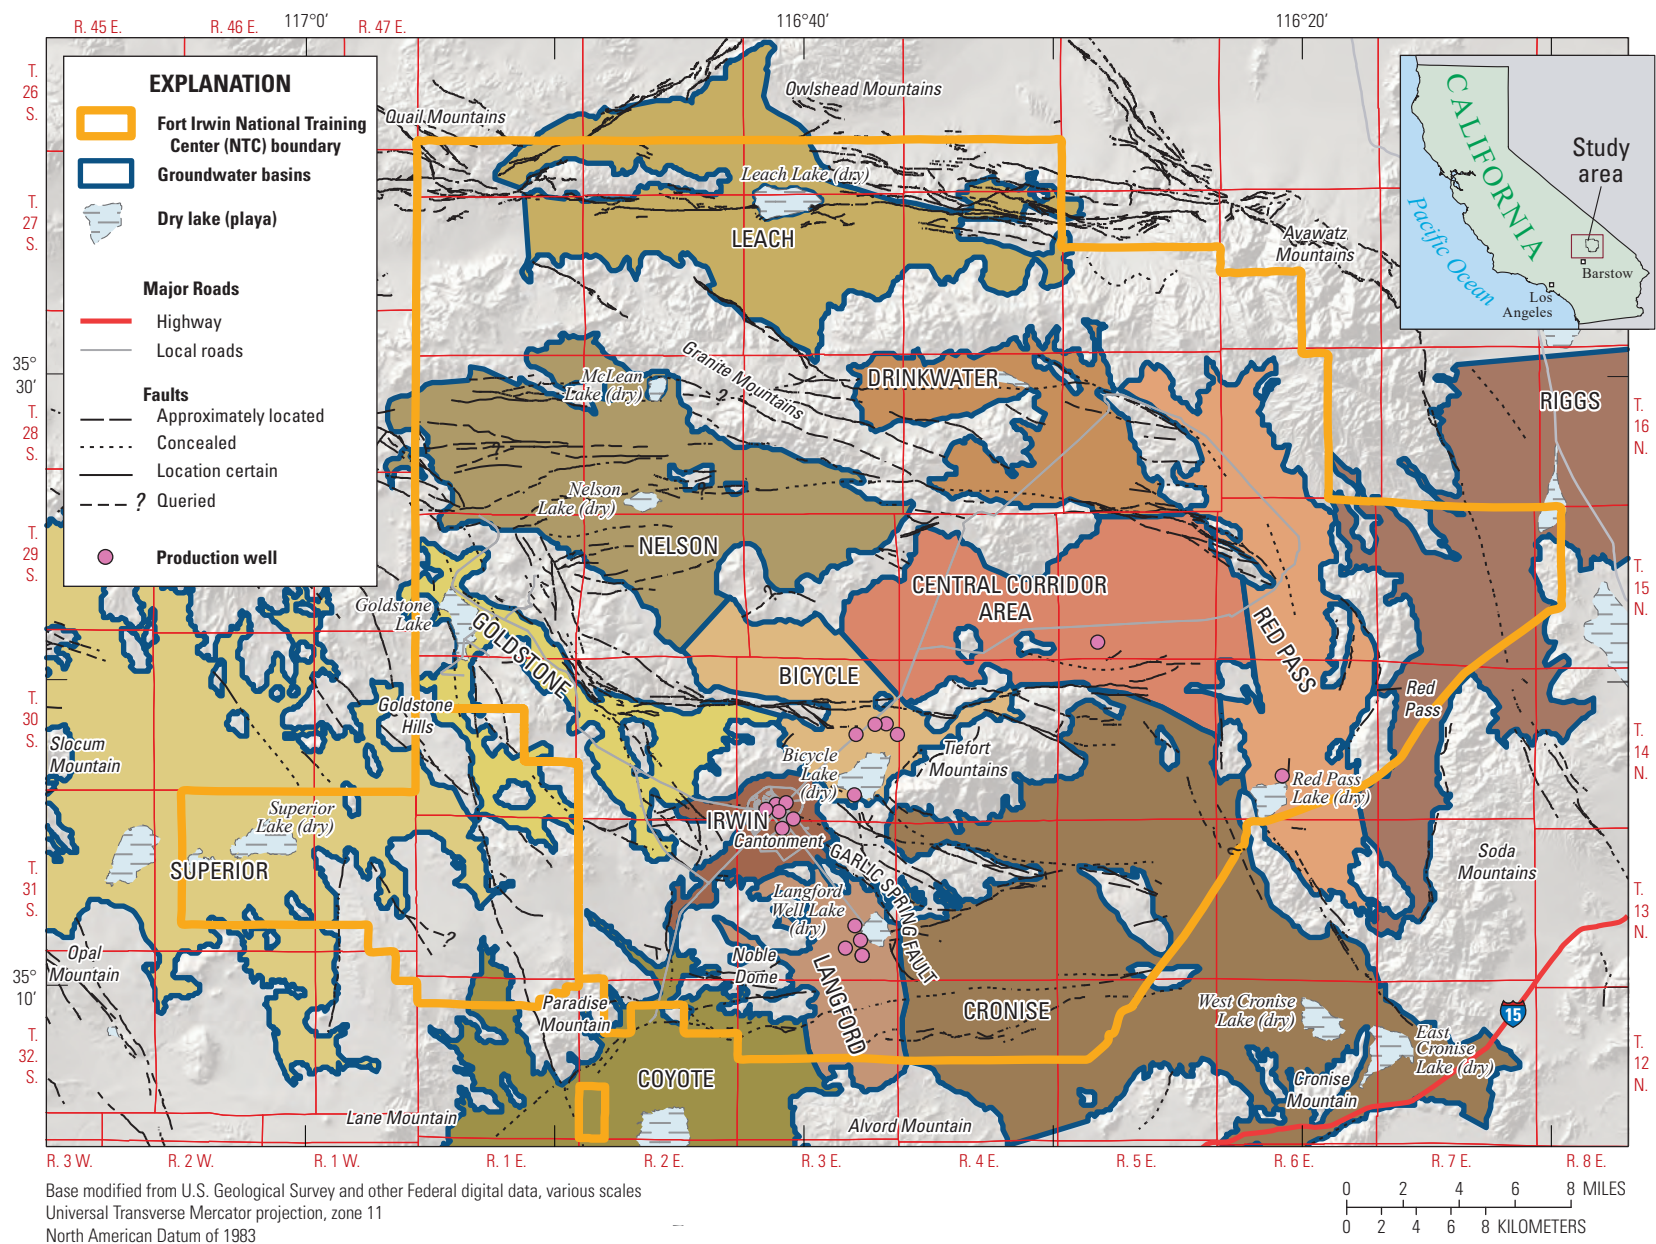 R. 45 E.
R. 46 E.
117°0'
R. 47 E.
116°40'
116°20'
T.
26
S.
T.
27
S.
35°
30'
T.
28
S.
T.
29
S.
T.
30
S.
T.
31
S.
35°
10'
T.
32
S.
EXPLANATION
Fort Irwin National Training
Center (NTC) boundary
Groundwater basins
Dry lake (playa)
Major Roads
Highway
Local roads
Faults
Approximately located
Concealed
Location certain
? Queried
Production well
CALIFORNIA
Pacific Ocean
Study
area
Barstow
Los
Angeles
Quail Mountains
Owlshead Mountains
Leach Lake (dry)
LEACH
Avawatz
Mountains
Granite Mountains
McLean
Lake (dry)
?
DRINKWATER
RIGGS
T.
16
N.
?
Nelson
Lake (dry)
NELSON
?
CENTRAL CORRIDOR
AREA
T.
15
N.
Goldstone
Lake
GOLDSTONE
?
RED PASS
BICYCLE
Goldstone
Hills
Red
Pass
Slocum
Mountain
Bicycle
Lake
(dry)
Tiefort
Mountains
T.
14
N.
Red Pass
Lake (dry)
Superior
Lake (dry)
IRWIN
Cantonment
SUPERIOR
GARLIC SPRING FAULT
Soda
Mountains
Langford
Well Lake
(dry)
T.
13
N.
?
Opal
Mountain
Noble
Dome
LANGFORD
Paradise
Mountain
CRONISE
West Cronise
Lake (dry)
15
East
Cronise
Lake (dry)
T.
12
N.
COYOTE
Cronise
Mountain
Lane Mountain
Alvord Mountain
R. 3 W.
R. 2 W.
R. 1 W.
R. 1 E.
R. 2 E.
R. 3 E.
R. 4 E.
R. 5 E.
R. 6 E.
R. 7 E.
R. 8 E.
Base modified from U.S. Geological Survey and other Federal digital data, various scales
Universal Transverse Mercator projection, zone 11
North American Datum of 1983
0 2 4 6 8 MILES
0 2 4 6 8 KILOMETERS